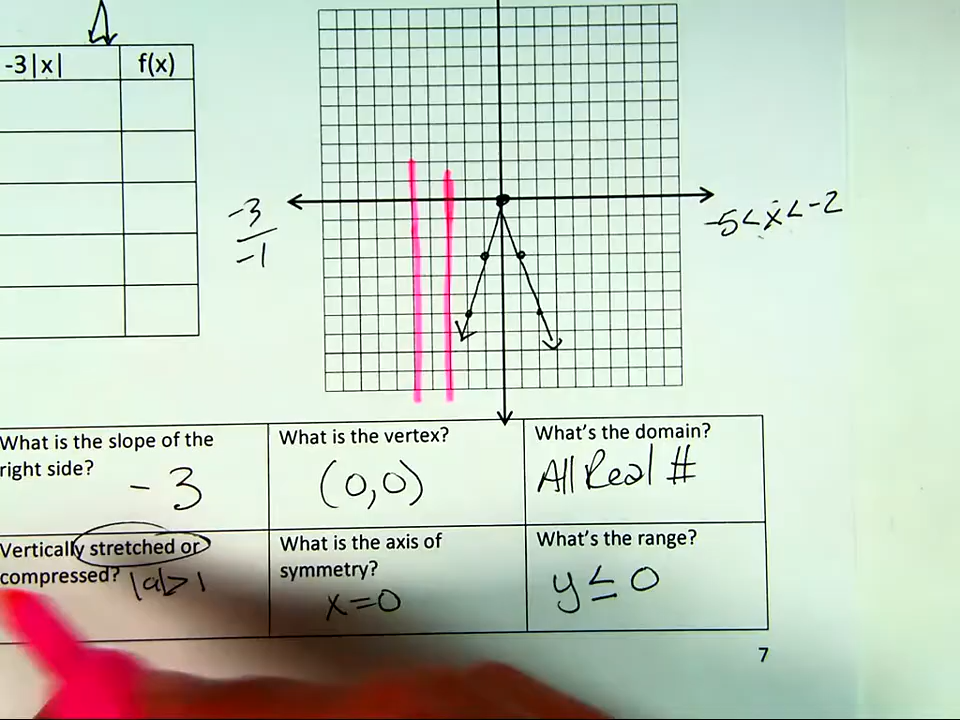 -3|x| f(x)
-3
-1
-5 < x < -2
What is the slope of the
right side?
-3
What is the vertex?
(0,0)
What's the domain?
All Real #
Vertically stretched or
compressed? |a|>1
What is the axis of
symmetry?
x=0
What's the range?
y ≤ 0
7